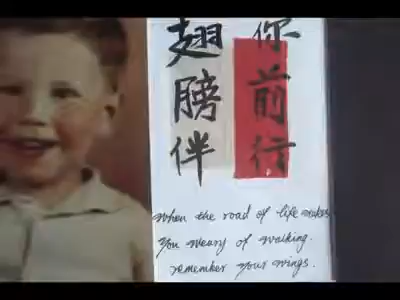 翅膀伴
你前行
When the road of life makes
you weary of walking.
remember your wings.